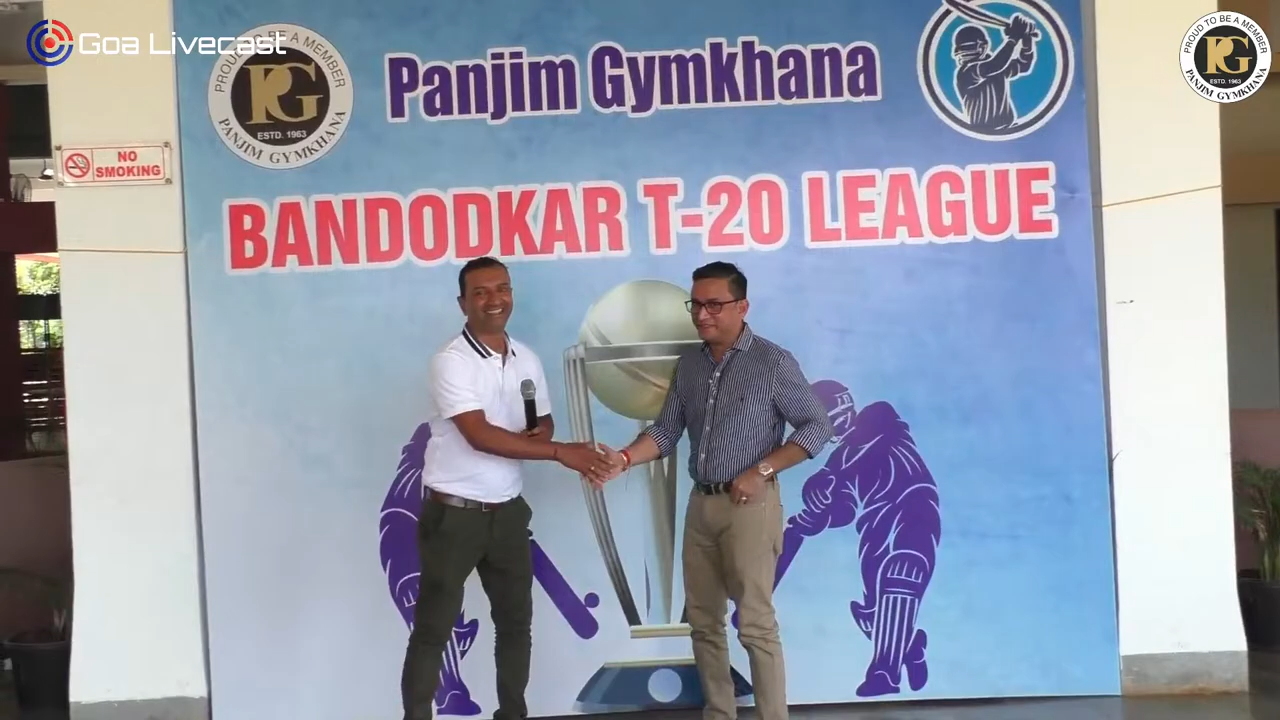 Goa Livecast
PROUD TO BE A MEMBER
PG
ESTD. 1963
PANJIM GYMKHANA
Panjim Gymkhana
PROUD TO BE A MEMBER
PG
ESTD. 1963
PANJIM GYMKHANA
NO
SMOKING
BANDODKAR T-20 LEAGUE